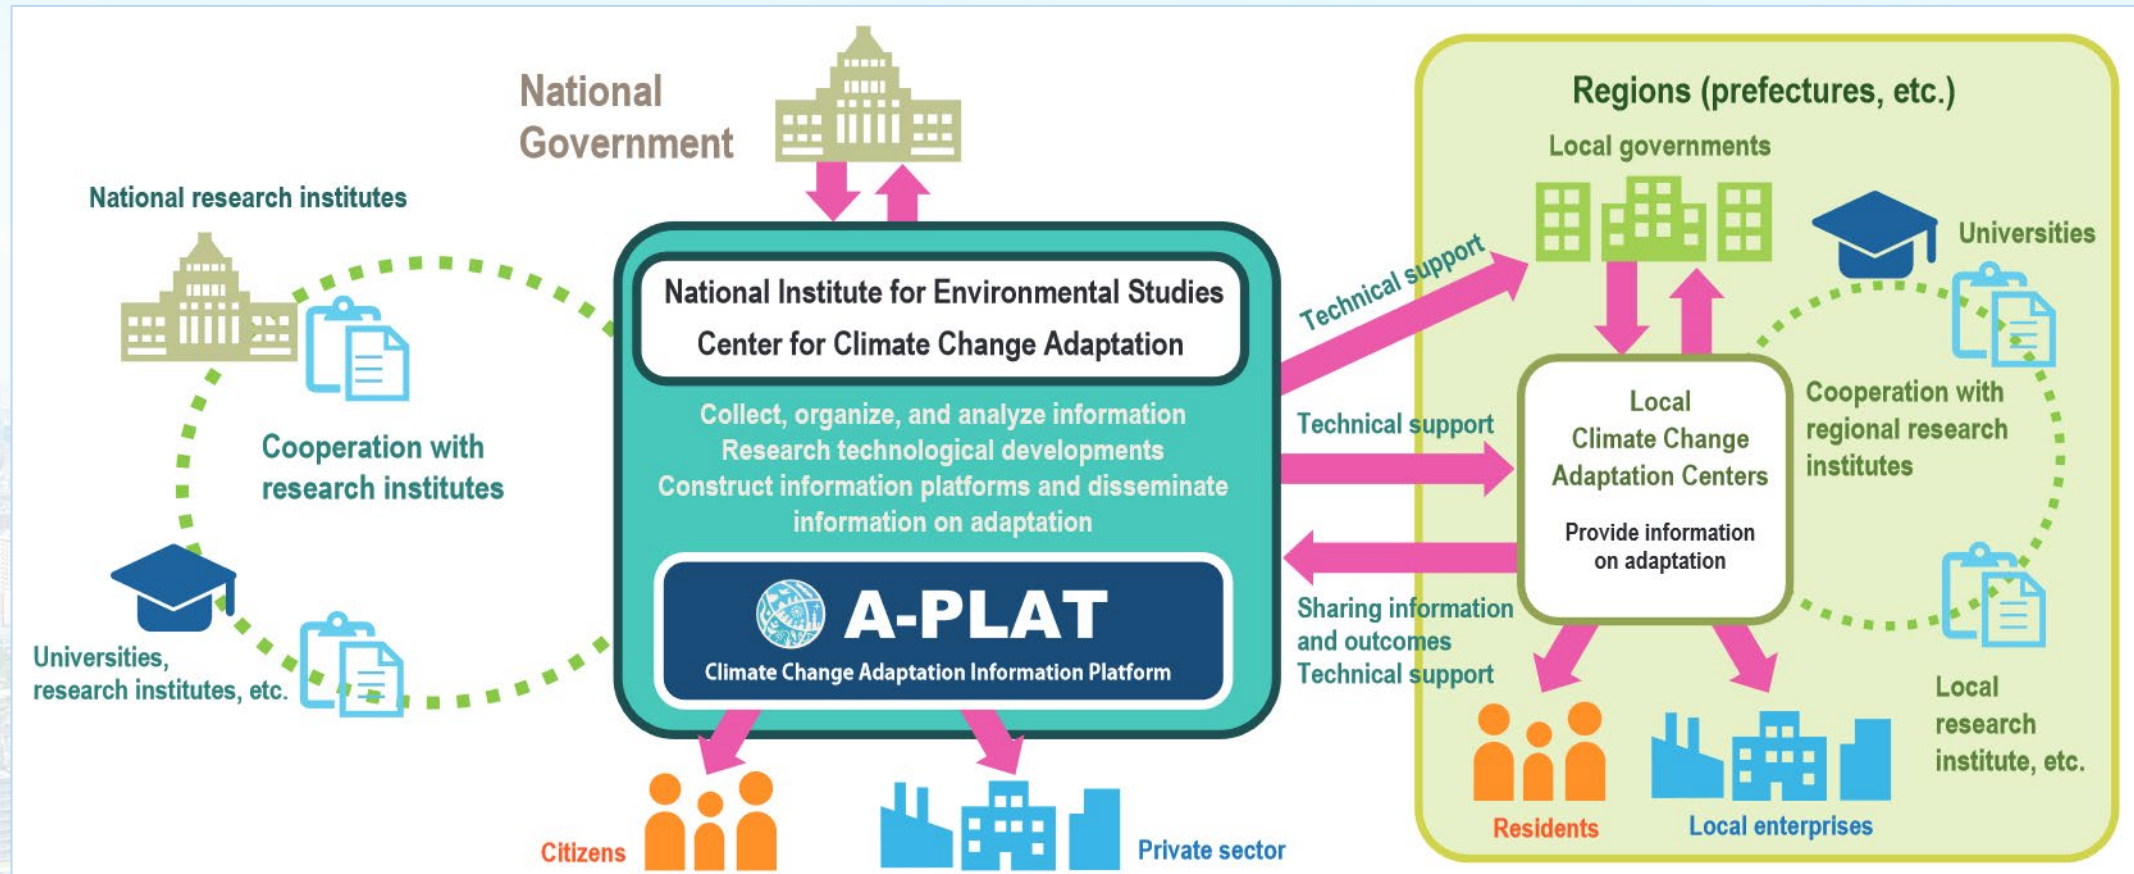 National
Government
National research institutes
Cooperation with
research institutes
Universities,
research institutes, etc.
National Institute for Environmental Studies
Center for Climate Change Adaptation
Collect, organize, and analyze information
Research technological developments
Construct information platforms and disseminate
information on adaptation
A-PLAT
Climate Change Adaptation Information Platform
Citizens
Private sector
Technical support
Technical support
Sharing information
and outcomes
Technical support
Regions (prefectures, etc.)
Local governments
Universities
Local
Climate Change
Adaptation Centers
Provide information
on adaptation
Cooperation with
regional research
institutes
Local
research
institute, etc.
Residents
Local enterprises